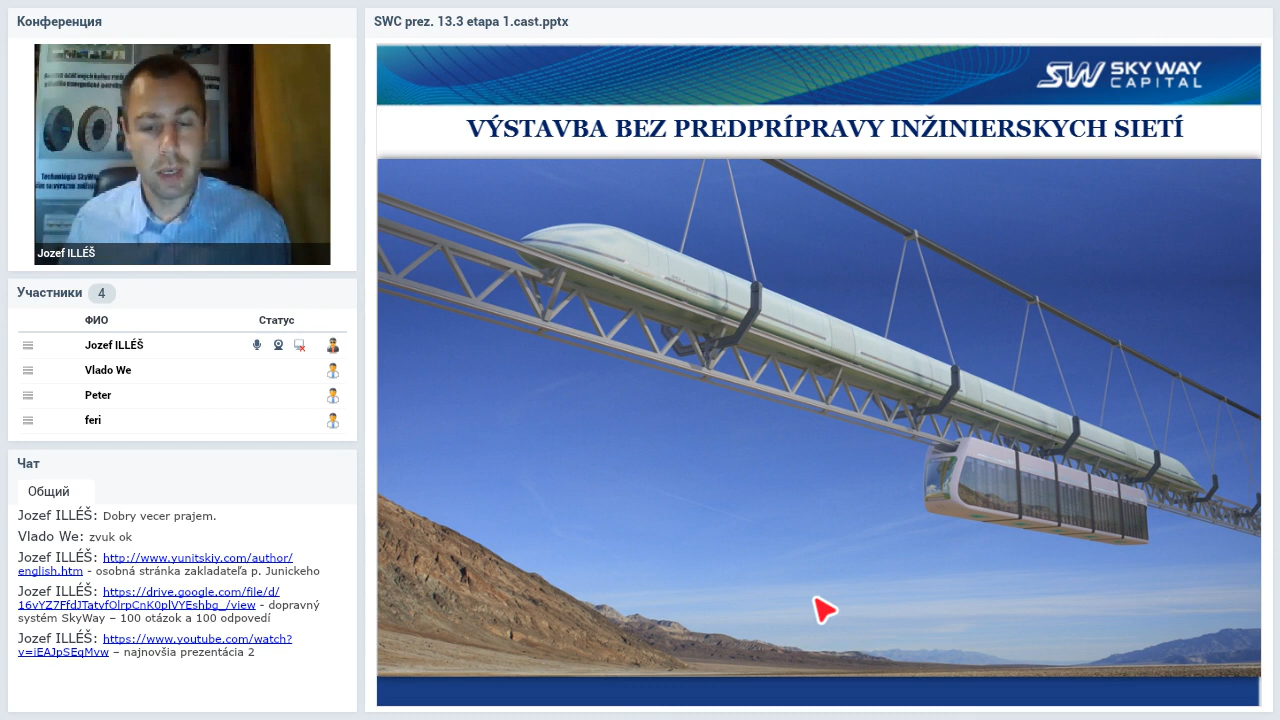 Конференция
Technológia SkyWay
Jozef ILLÉŠ
Участники 4
ФИО Статус
Jozef ILLÉŠ
Vlado We
Peter
feri
Чат
Общий
Jozef ILLÉŠ: Dobry vecer prajem.
Vlado We: zvuk ok
Jozef ILLÉŠ: http://www.yunitskiy.com/author/
english.htm - osobná stránka zakladateľa p. Junickeho
Jozef ILLÉŠ: https://drive.google.com/file/d/
16vYZ7FfdJTatvfOlrpCnK0plVYEshbg_/view - dopravný
systém SkyWay – 100 otázok a 100 odpovedí
Jozef ILLÉŠ: https://www.youtube.com/watch?
v=iEAJpSEqMvw – najnovšia prezentácia 2
SWC prez. 13.3 etapa 1.cast.pptx
SW SKY WAY
CAPITAL
VÝSTAVBA BEZ PREDPRÍPRAVY INŽINIERSKYCH SIETÍ